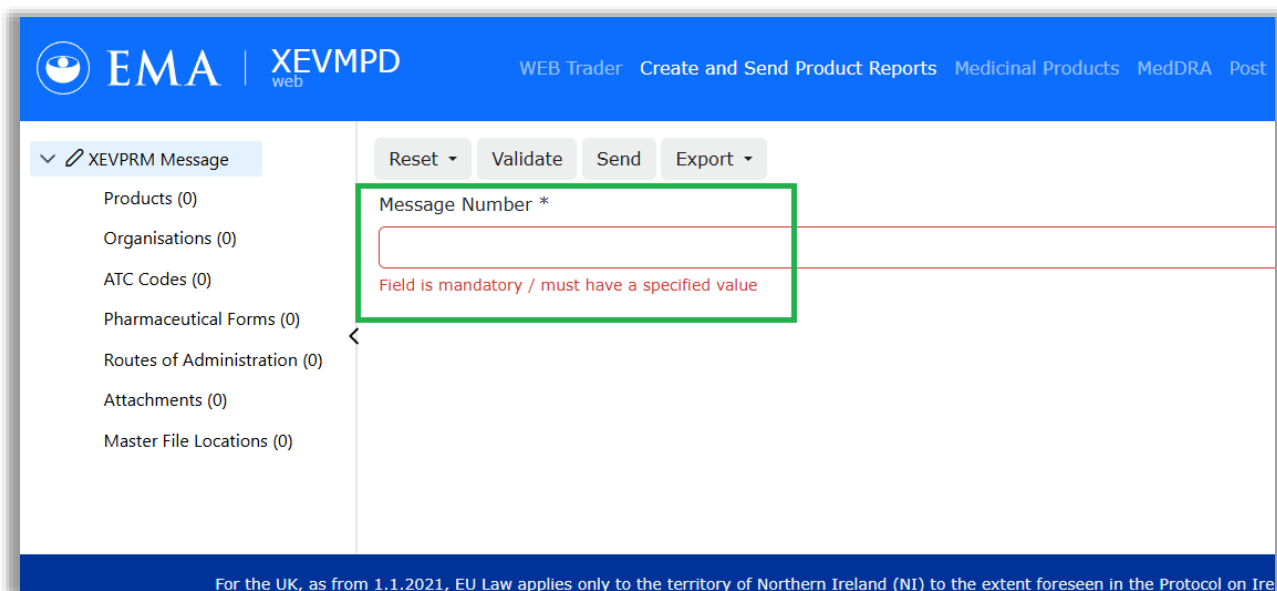 EMA XEVMPD
web
WEB Trader Create and Send Product Reports Medicinal Products MedDRA Post
XEVPRM Message
Products (0)
Organisations (0)
ATC Codes (0)
Pharmaceutical Forms (0)
Routes of Administration (0)
Attachments (0)
Master File Locations (0)
Reset Validate Send Export
Message Number *
Field is mandatory / must have a specified value
For the UK, as from 1.1.2021, EU Law applies only to the territory of Northern Ireland (NI) to the extent foreseen in the Protocol on Ire